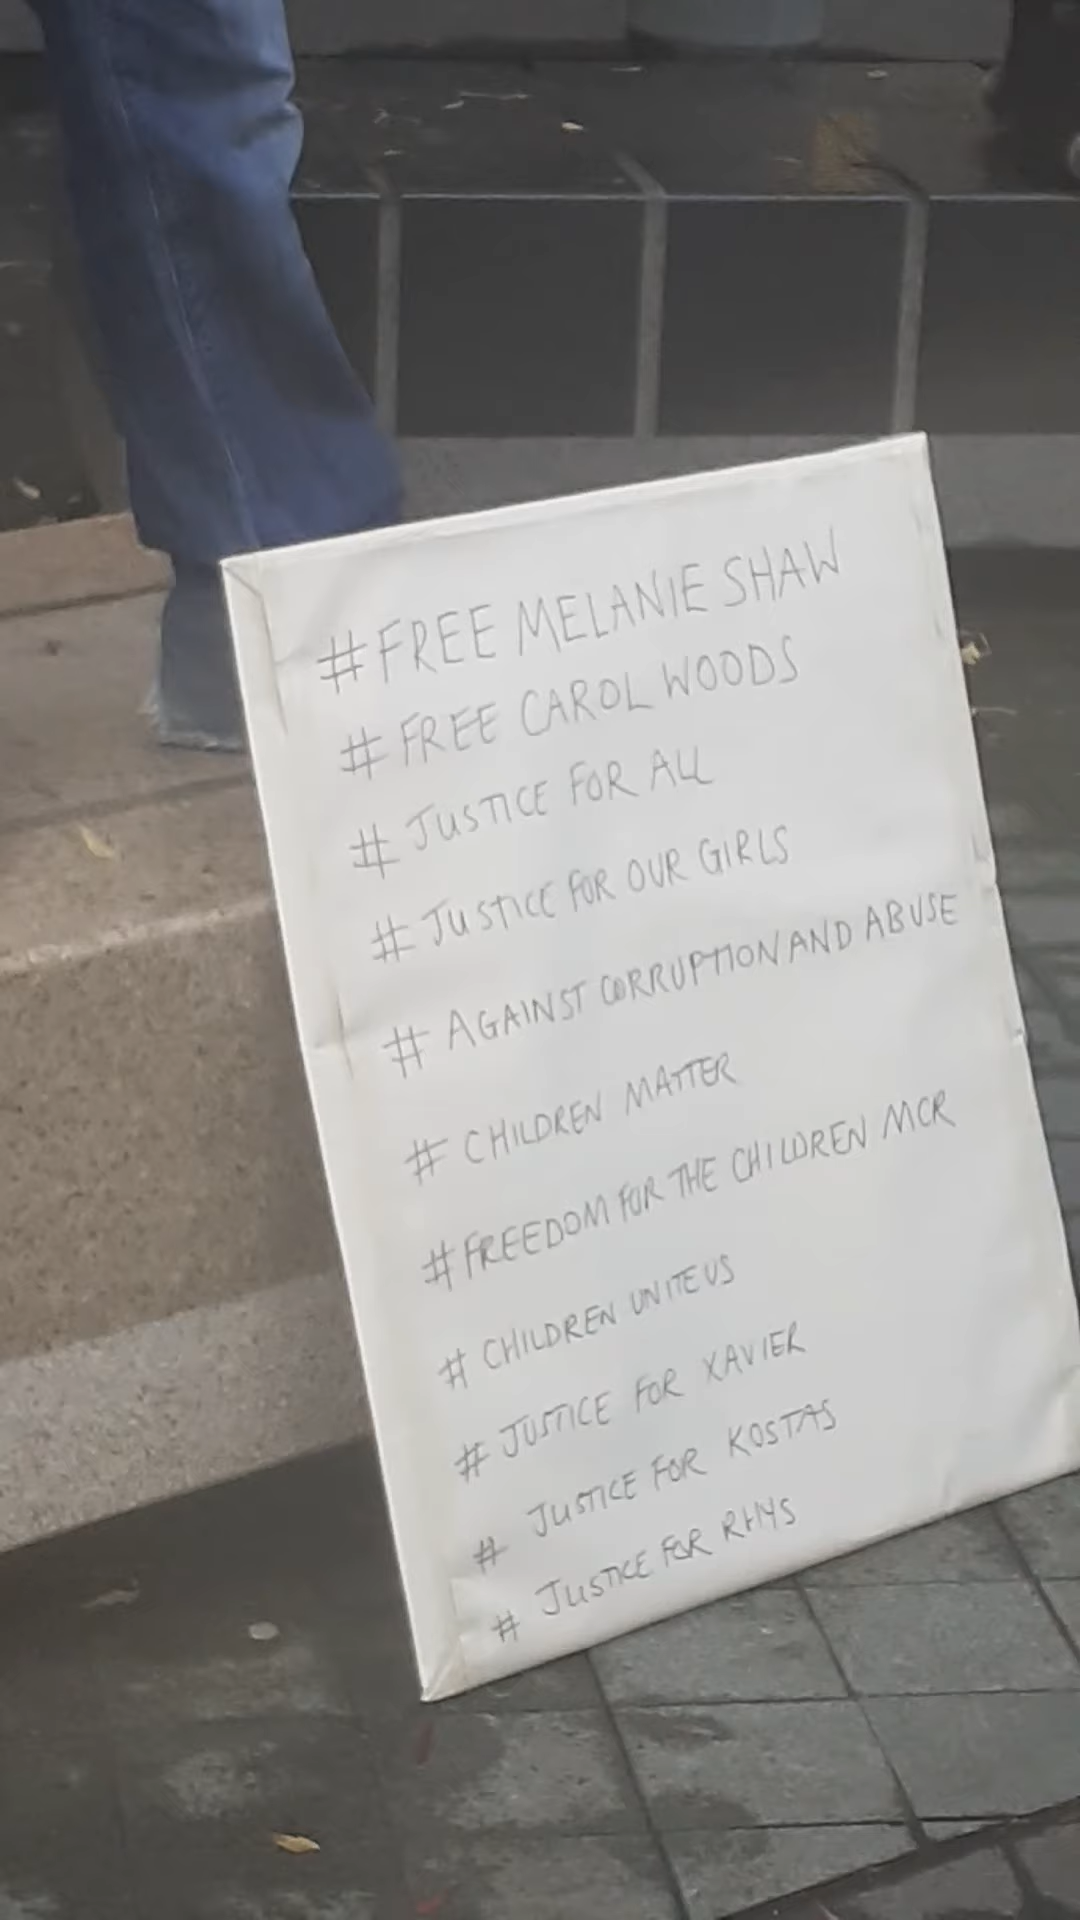 #FREE MELANIE SHAW
# FREE CAROL WOODS
# JUSTICE FOR ALL
# JUSTICE FOR OUR GIRLS
# AGAINST CORRUPTION AND ABUSE
# CHILDREN MATTER
# FREEDOM FOR THE CHILDREN MCR
# CHILDREN UNITE US
# JUSTICE FOR XAVIER
# JUSTICE FOR KOSTAS
# JUSTICE FOR RHYS